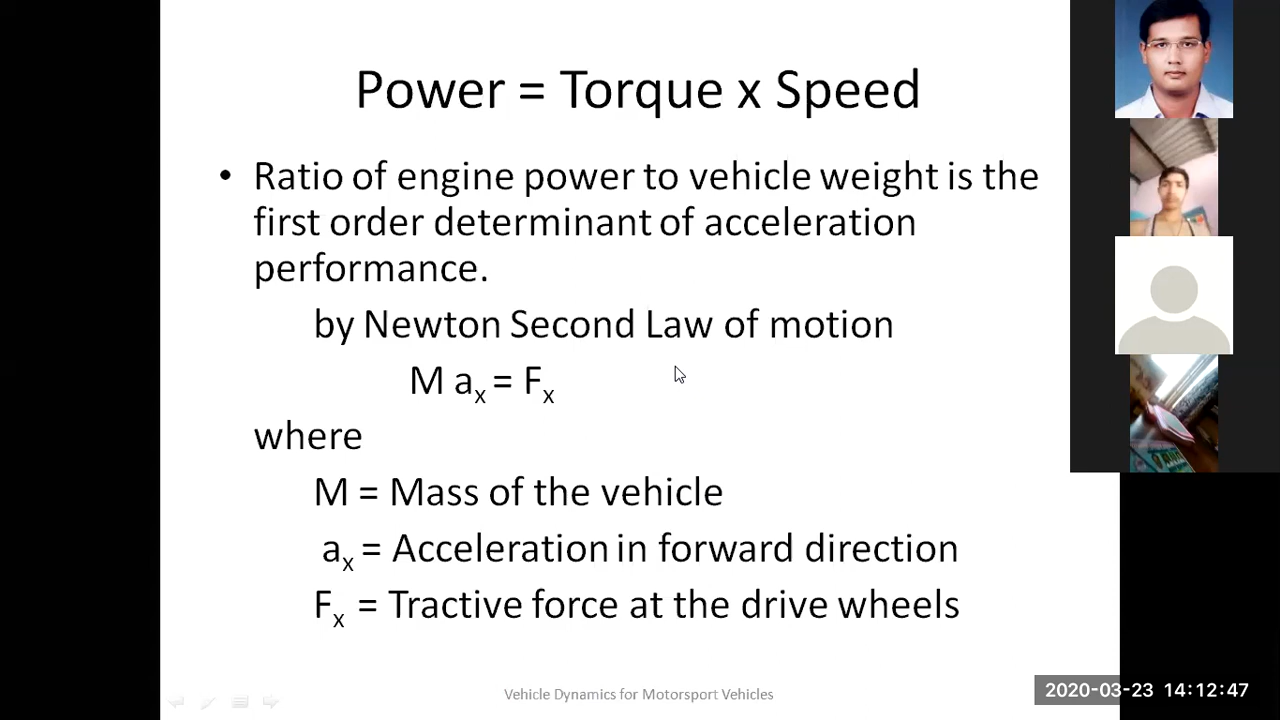 Power = Torque x Speed
• Ratio of engine power to vehicle weight is the
first order determinant of acceleration
performance.
by Newton Second Law of motion
M aₓ = Fₓ
where
M = Mass of the vehicle
aₓ = Acceleration in forward direction
Fₓ = Tractive force at the drive wheels
Vehicle Dynamics for Motorsport Vehicles
2020-03-23 14:12:47